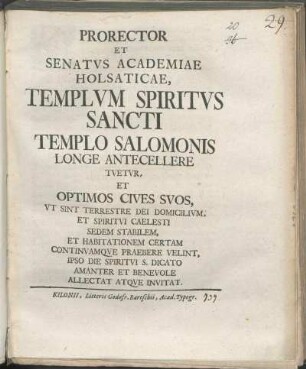 29.
20
PRORECTOR
ET
SENATVS ACADEMIAE
HOLSATICAE,
TEMPLVM SPIRITVS
SANCTI
TEMPLO SALOMONIS
LONGE ANTECELLERE
TVETVR,
ET
OPTIMOS CIVES SVOS,
VT SINT TERRESTRE DEI DOMICILIVM,
ET SPIRITVI CAELESTI
SEDEM STABILEM,
ET HABITATIONEM CERTAM
CONTINVAMQVE PRAEBERE VELINT,
IPSO DIE SPIRITVI S. DICATO
AMANTER ET BENEVOLE
ALLECTAT ATQVE INVITAT.
KILONII, Litteris Godofr. Bartschii, Acad. Typogr.